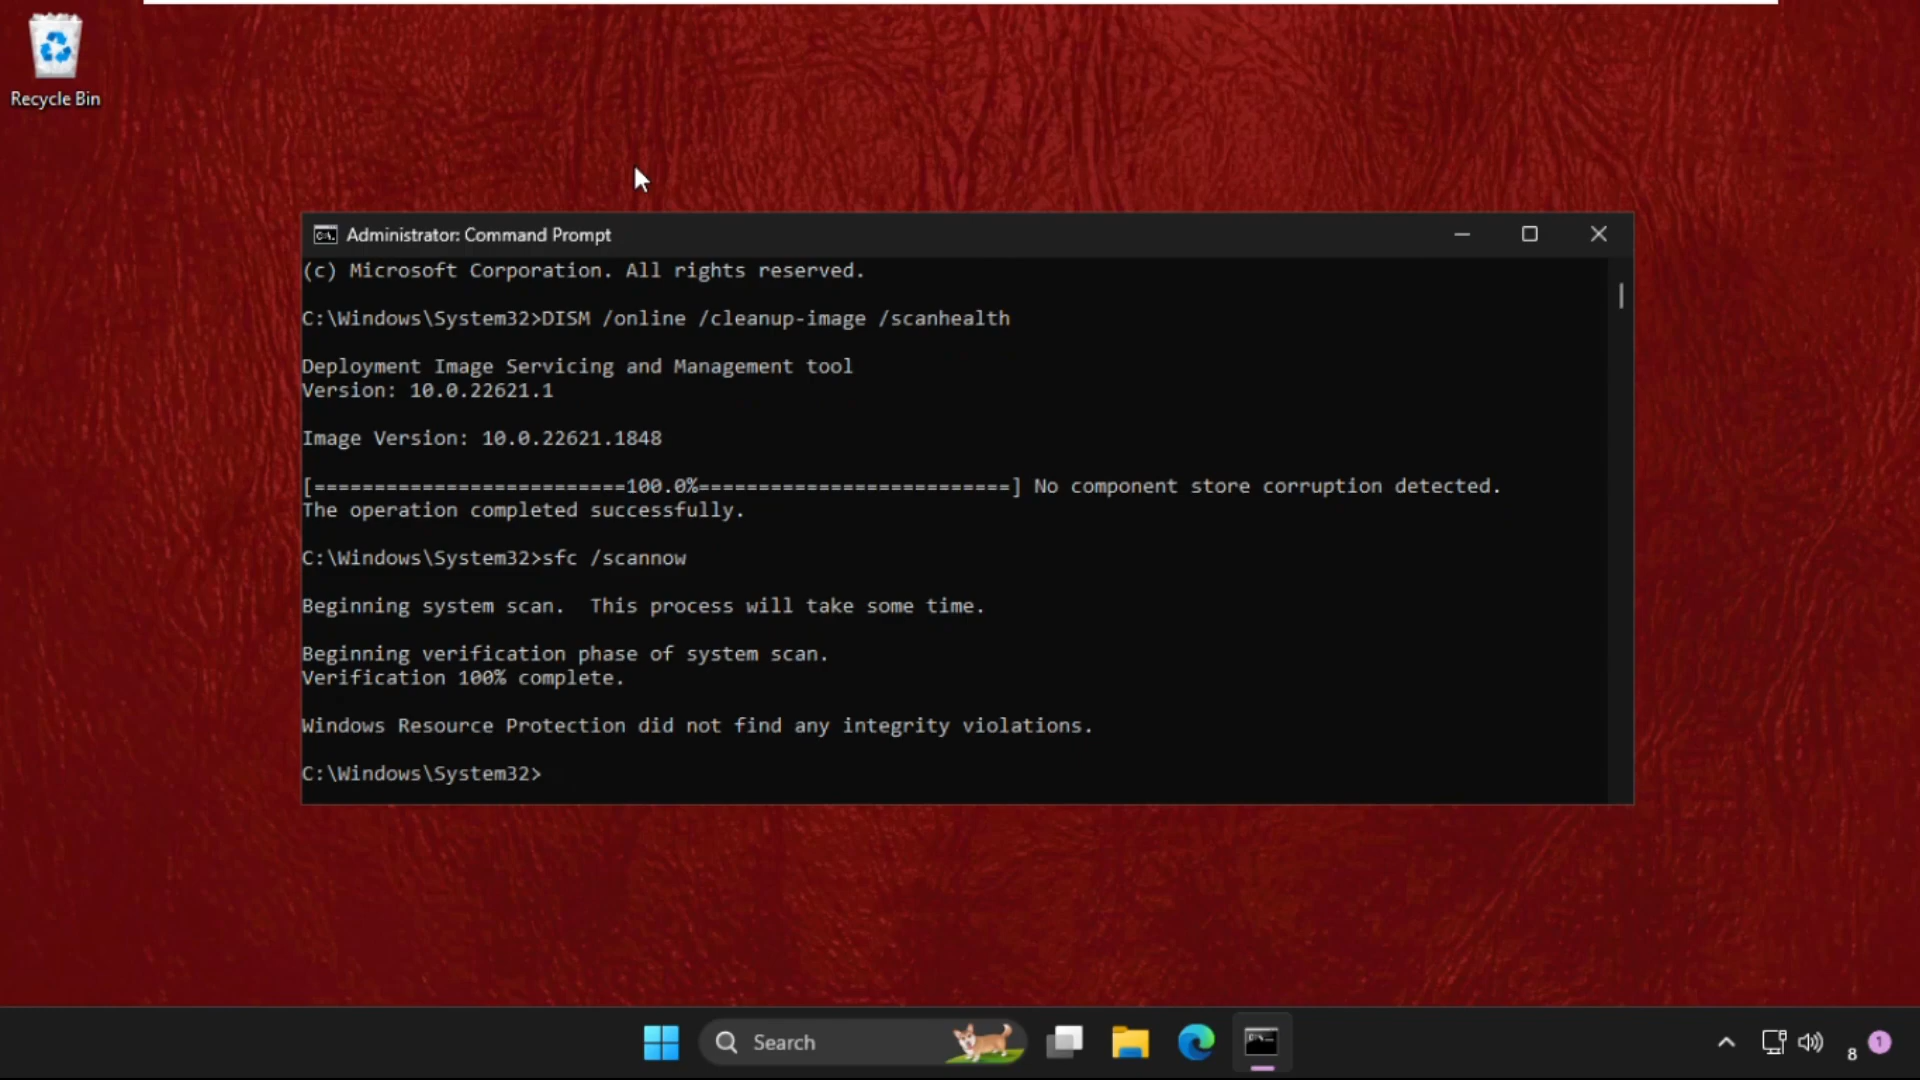 Recycle Bin
Administrator: Command Prompt
(c) Microsoft Corporation. All rights reserved.
C:\Windows\System32>DISM /online /cleanup-image /scanhealth
Deployment Image Servicing and Management tool
Version: 10.0.22621.1
Image Version: 10.0.22621.1848
[==========================100.0%==========================] No component store corruption detected.
The operation completed successfully.
C:\Windows\System32>sfc /scannow
Beginning system scan.  This process will take some time.
Beginning verification phase of system scan.
Verification 100% complete.
Windows Resource Protection did not find any integrity violations.
C:\Windows\System32>
Search
8
1